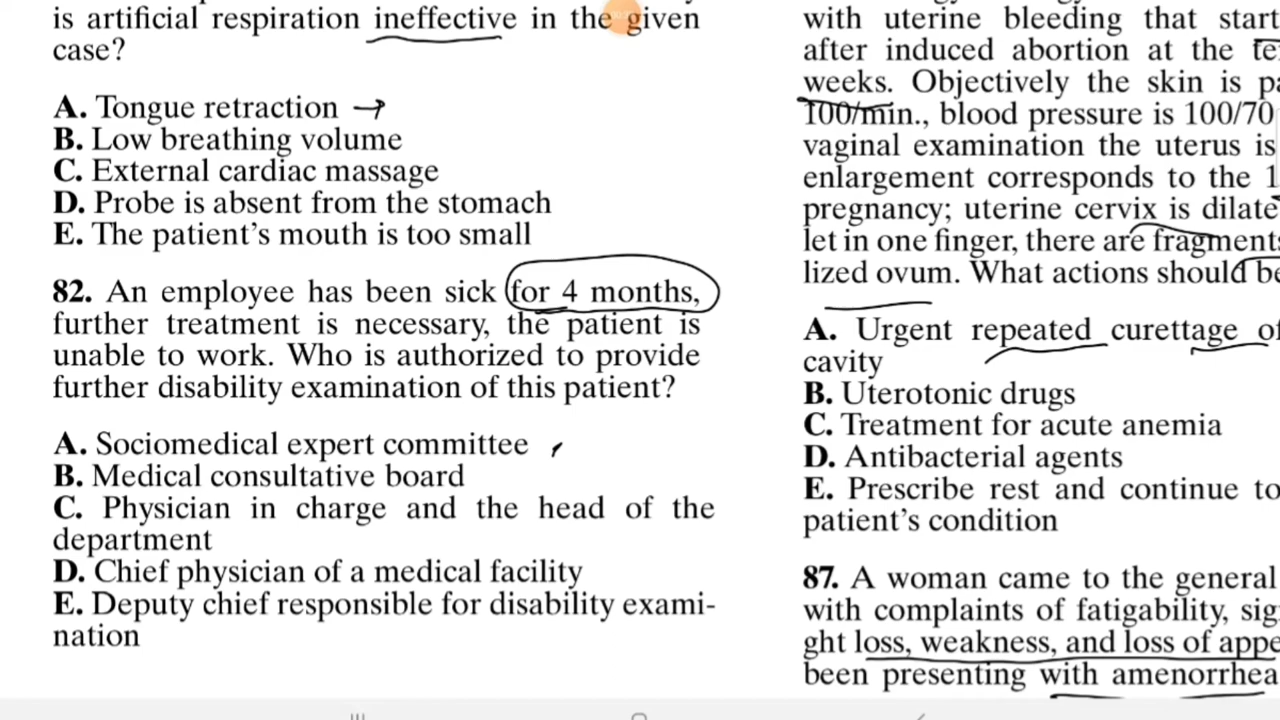 is artificial respiration ineffective in the given
case?
A. Tongue retraction
B. Low breathing volume
C. External cardiac massage
D. Probe is absent from the stomach
E. The patient's mouth is too small
82. An employee has been sick for 4 months,
further treatment is necessary, the patient is
unable to work. Who is authorized to provide
further disability examination of this patient?
A. Sociomedical expert committee
B. Medical consultative board
C. Physician in charge and the head of the
department
D. Chief physician of a medical facility
E. Deputy chief responsible for disability exami-
nation
with uterine bleeding that start
after induced abortion at the te
weeks. Objectively the skin is pa
100/min., blood pressure is 100/70
vaginal examination the uterus is
enlargement corresponds to the 1
pregnancy; uterine cervix is dilate
let in one finger, there are fragments
lized ovum. What actions should be
A. Urgent repeated curettage of
cavity
B. Uterotonic drugs
C. Treatment for acute anemia
D. Antibacterial agents
E. Prescribe rest and continue to
patient's condition
87. A woman came to the general
with complaints of fatigability, sig
ght loss, weakness, and loss of appe
been presenting with amenorrhea